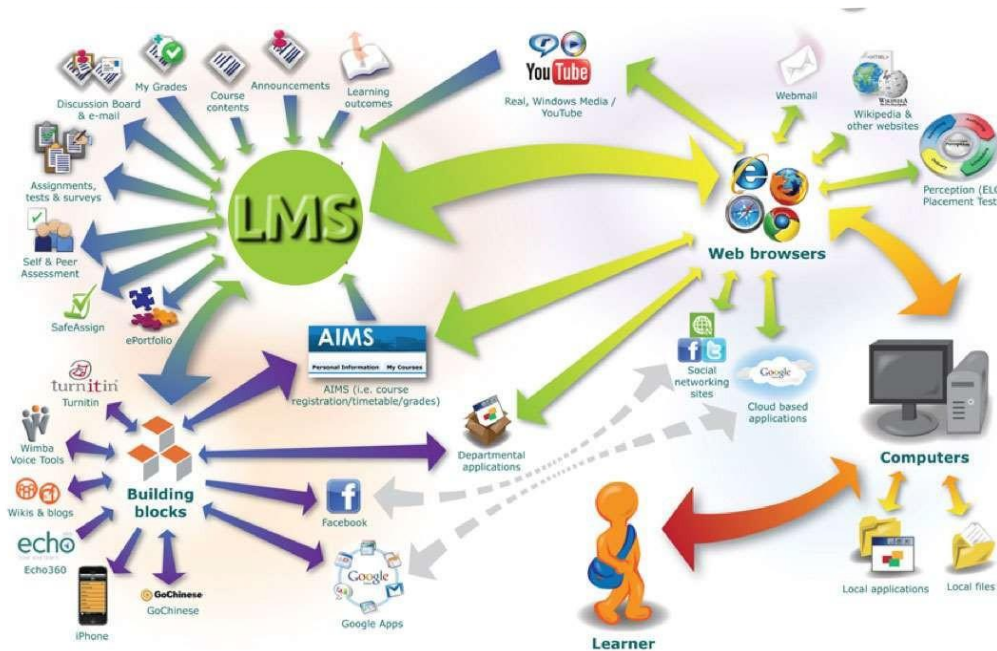 Discussion Board
& e-mail
My Grades
Course
contents
Announcements
Learning
outcomes
You Tube
Real, Windows Media /
YouTube
Webmail
WIKIPEDIA
Wikipedia &
other websites
Perception (ELC
Placement Test
Assignments,
tests & surveys
LMS
Web browsers
Self & Peer
Assessment
SafeAssign
ePortfolio
AIMS
Personal Information My Courses
AIMS (i.e. course
registration/timetable/grades)
Social
networking
sites
Google
Cloud based
applications
turnitin
Turnitin
Wimba
Voice Tools
Building
blocks
Departmental
applications
Computers
Wikis & blogs
Facebook
echo
Echo360
iPhone
GoChinese
GoChinese
Google
Google Apps
Learner
Local applications
Local files